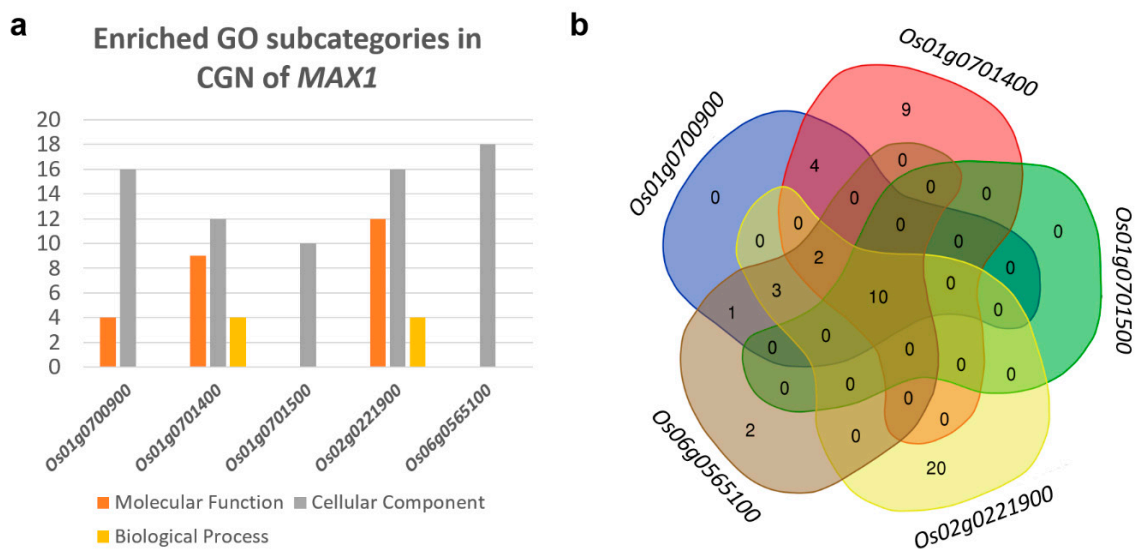 a
Enriched GO subcategories in
CGN of MAX1
20
18
16
14
12
10
8
6
4
2
0
Os01g0700900
Os01g0701400
Os01g0701500
Os02g0221900
Os06g0565100
Molecular Function
Cellular Component
Biological Process
b
Os01g0701400
Os01g0700900
Os01g0701500
Os06g0565100
Os02g0221900
9
4
0
0
0
0
0
0
0
0
0
0
0
0
2
0
3
10
0
1
0
0
0
0
0
0
0
0
2
0
20